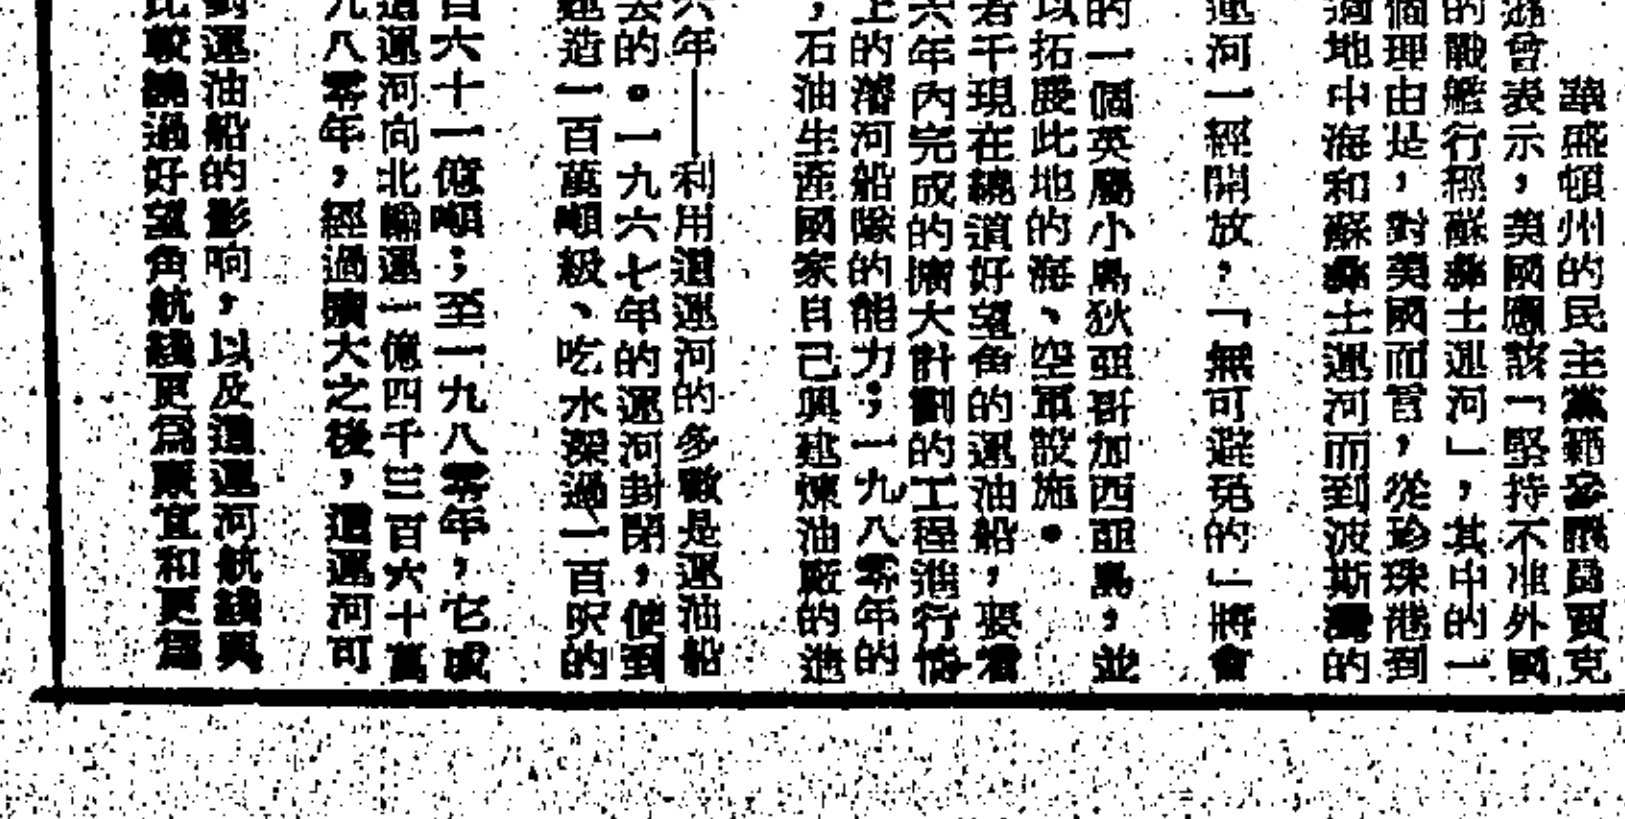 華盛頓州的民主黨籍參議員賈克
曾表示，美國應該「堅持不准外國
的戰艦行經蘇彝士運河」，其中的一
個理由是，對美國而言，從珍珠港到
地中海和蘇彝士運河而到波斯灣的
運河一經開放，「無可避免的」將會
的一個英屬小島狄亞哥加西亞島，並
以拓展此地的海、空軍設施。
若干現在繞道好望角的運油船，要看
六年內完成的擴大計劃的工程進行情
上的濬河船隊的能力；一九八零年的
，石油生產國家自己興建煉油廠的進
六年——利用這運河的多數是運油船
去的。一九六七年的運河封閉，使到
建造一百萬噸級、吃水深過一百呎的
百六十一億噸；至一九八零年，它或
這運河向北輸運一億四千三百六十萬
九八零年，經過擴大之後，這運河可
對運油船的影响，以及這運河航綫與
比較繞過好望角航綫更為廉宜和更為